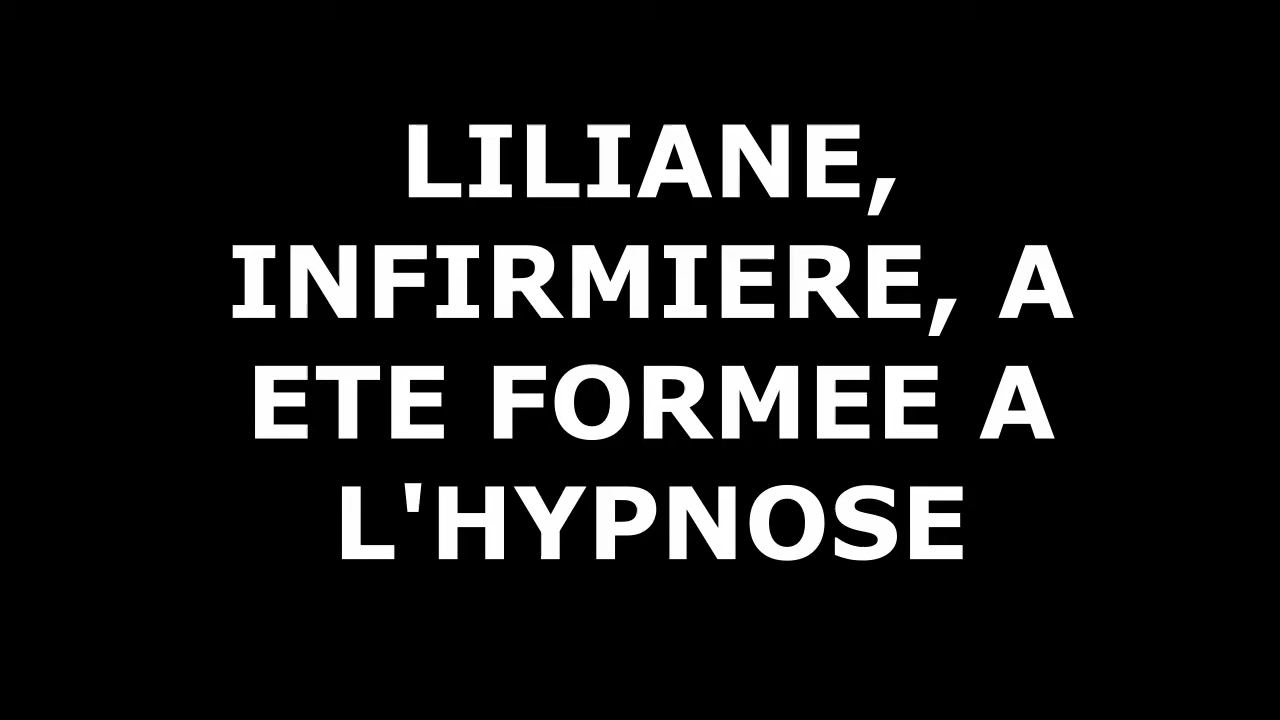 LILIANE,
INFIRMIERE, A
ETE FORMEE A
L'HYPNOSE